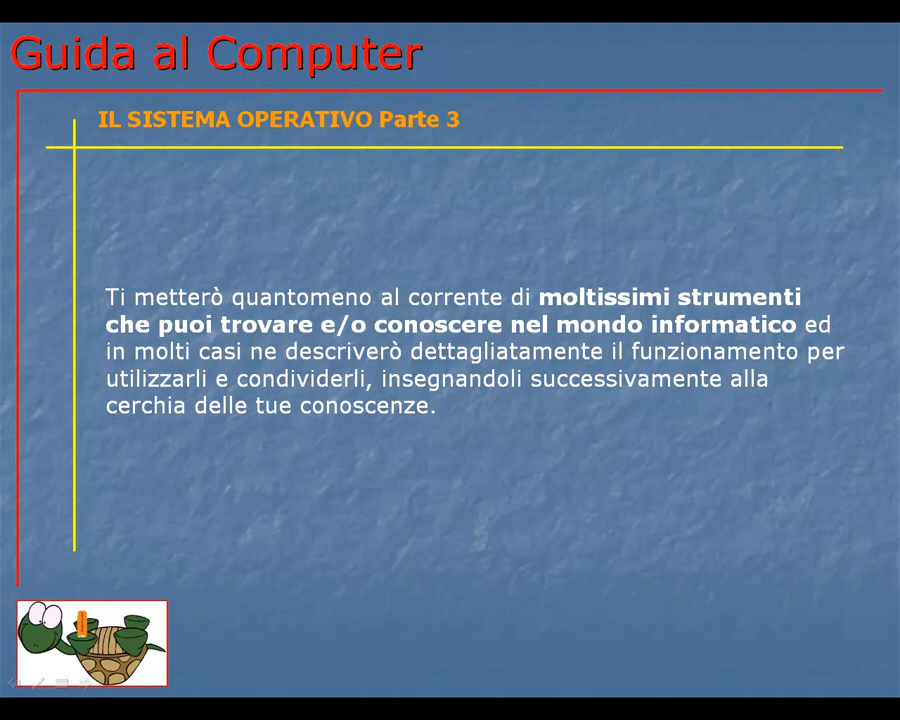 Guida al Computer
IL SISTEMA OPERATIVO Parte 3
Ti metterò quantomeno al corrente di moltissimi strumenti
che puoi trovare e/o conoscere nel mondo informatico ed
in molti casi ne descriverò dettagliatamente il funzionamento per
utilizzarli e condividerli, insegnandoli successivamente alla
cerchia delle tue conoscenze.